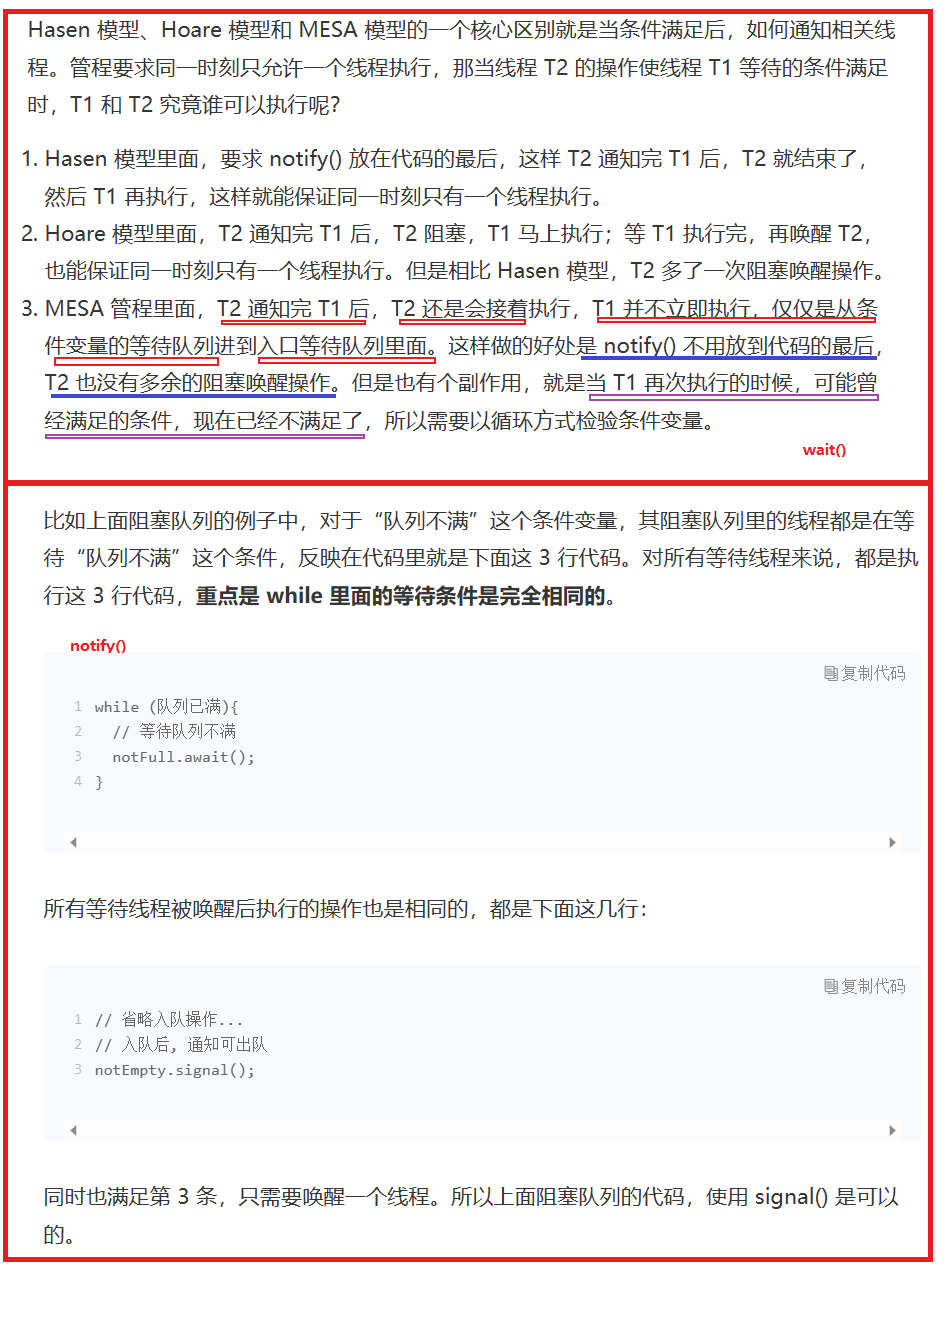 Hasen 模型、Hoare 模型和 MESA 模型的一个核心区别就是当条件满足后，如何通知相关线
程。管程要求同一时刻只允许一个线程执行，那当线程 T2 的操作使线程 T1 等待的条件满足
时，T1 和 T2 究竟谁可以执行呢？
1. Hasen 模型里面，要求 notify() 放在代码的最后，这样 T2 通知完 T1 后，T2 就结束了，
然后 T1 再执行，这样就能保证同一时刻只有一个线程执行。
2. Hoare 模型里面，T2 通知完 T1 后，T2 阻塞，T1 马上执行；等 T1 执行完，再唤醒 T2，
也能保证同一时刻只有一个线程执行。但是相比 Hasen 模型，T2 多了一次阻塞唤醒操作。
3. MESA 管程里面，T2 通知完 T1 后，T2 还是会接着执行，T1 并不立即执行，仅仅是从条
件变量的等待队列进到入口等待队列里面。这样做的好处是 notify() 不用放到代码的最后，
T2 也没有多余的阻塞唤醒操作。但是也有个副作用，就是当 T1 再次执行的时候，可能曾
经满足的条件，现在已经不满足了，所以需要以循环方式检验条件变量。
wait()
比如上面阻塞队列的例子中，对于“队列不满”这个条件变量，其阻塞队列里的线程都是在等
待“队列不满”这个条件，反映在代码里就是下面这 3 行代码。对所有等待线程来说，都是执
行这 3 行代码，重点是 while 里面的等待条件是完全相同的。
notify()
复制代码
1 while (队列已满){
2   // 等待队列不满
3   notFull.await();
4 }
所有等待线程被唤醒后执行的操作也是相同的，都是下面这几行：
复制代码
1 // 省略入队操作...
2 // 入队后, 通知可出队
3 notEmpty.signal();
同时也满足第 3 条，只需要唤醒一个线程。所以上面阻塞队列的代码，使用 signal() 是可以
的。